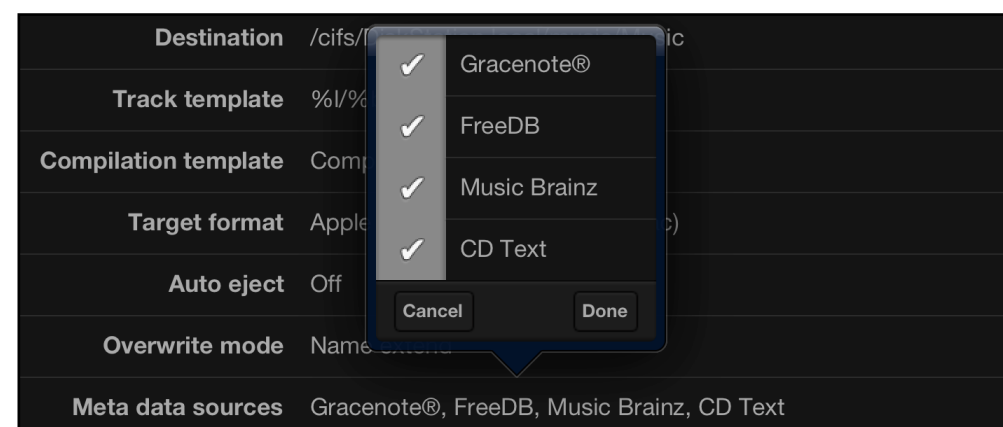 Destination /cifs/
Gracenote®
Track template %l/%
FreeDB
Compilation template Comp
Music Brainz
Target format Apple
CD Text
Auto eject Off
Cancel Done
Overwrite mode Name extend
Meta data sources Gracenote®, FreeDB, Music Brainz, CD Text